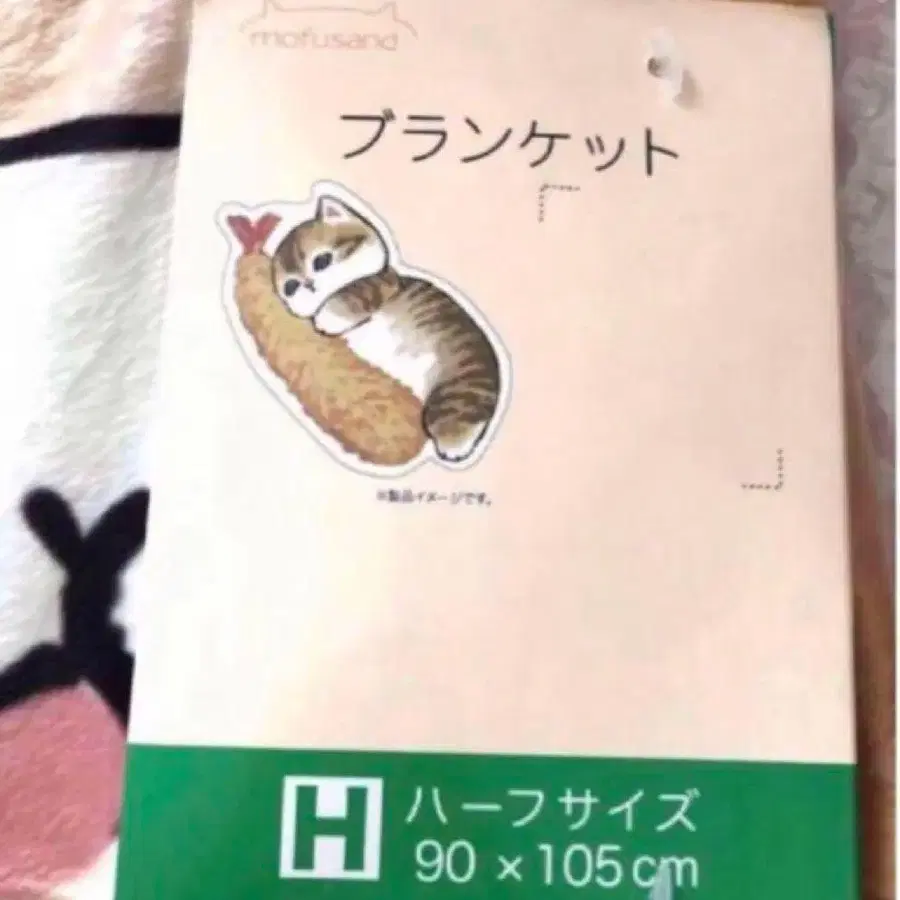 mofusand
ブランケット
※製品イメージです。
H ハーフサイズ
90×105cm